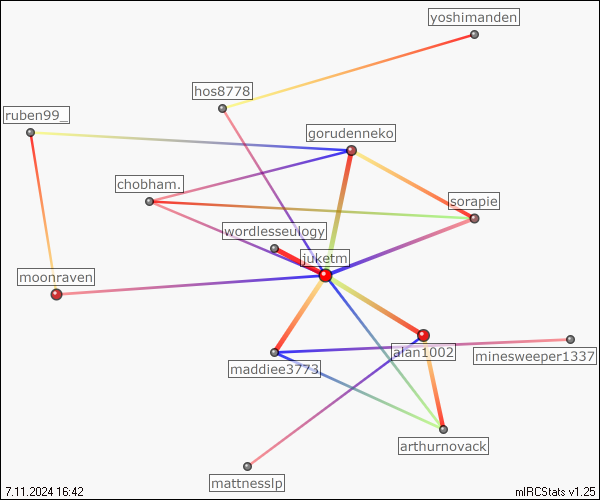 yoshimanden
hos8778
ruben99_
gorudenneko
chobham.
sorapie
wordlesseulogy
juketm
moonraven
alan1002
minesweeper1337
maddiee3773
arthurnovack
mattnesslp
7.11.2024 16:42
mIRCStats v1.25